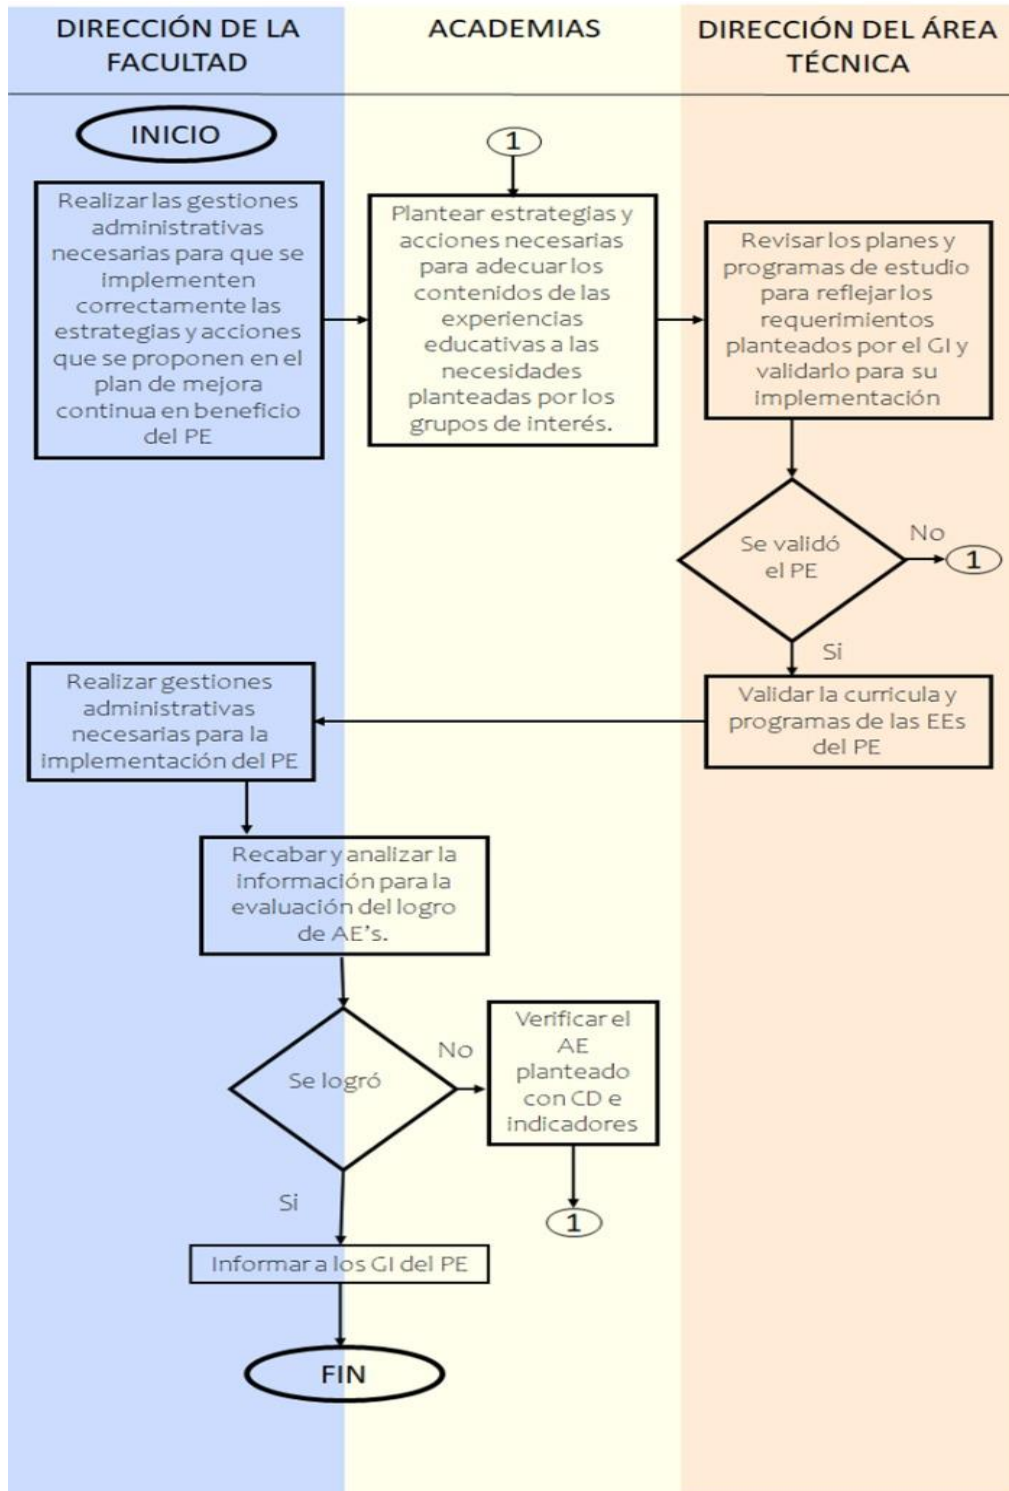 DIRECCIÓN DE LA
FACULTAD
ACADEMIAS
DIRECCIÓN DEL ÁREA
TÉCNICA
INICIO
1
Realizar las gestiones
administrativas
necesarias para que se
implementen
correctamente las
estrategias y acciones
que se proponen en el
plan de mejora
continua en beneficio
del PE
Plantear estrategias y
acciones necesarias
para adecuar los
contenidos de las
experiencias
educativas a las
necesidades
planteadas por los
grupos de interés.
Revisar los planes y
programas de estudio
para reflejar los
requerimientos
planteados por el GI y
validarlo para su
implementación
Se validó
el PE
No
1
Si
Validar la curricula y
programas de las EEs
del PE
Realizar gestiones
administrativas
necesarias para la
implementación del PE
Recabar y analizar la
información para la
evaluación del logro
de AE's.
Se logró
No
Verificar el
AE
planteado
con CD e
indicadores
1
Si
Informar a los GI del PE
FIN